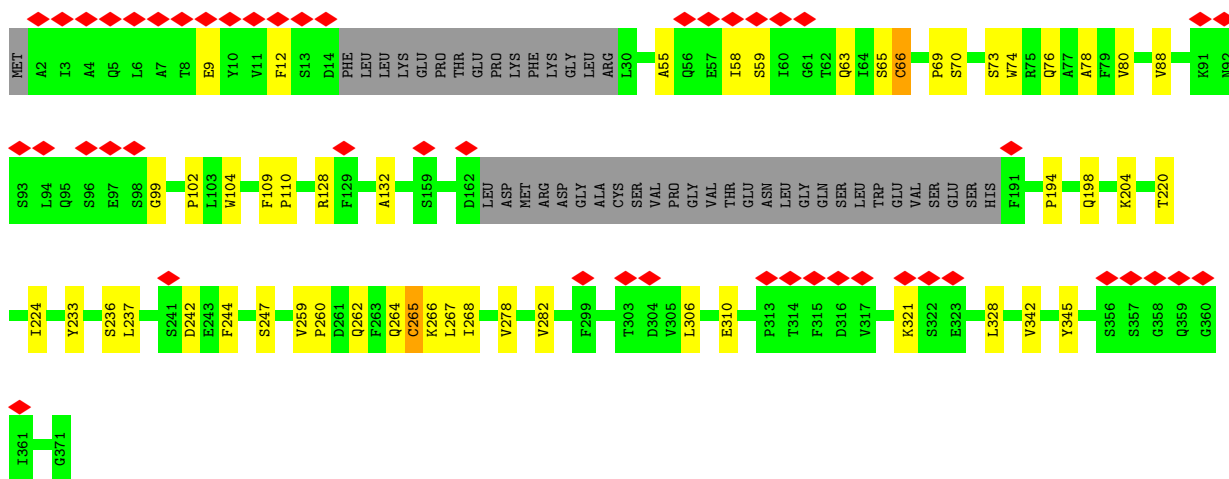 MET A2 I3 A4 Q5 L6 A7 T8 E9 Y10 V11 F12 S13 D14 PHE LEU LEU LYS GLU PRO THR GLU PRO LYS PHE LYS GLY LEU ARG L30 A55 Q56 E57 I58 S59 I60 G61 T62 Q63 I64 S65 C66 P69 S70 S73 W74 R75 Q76 A77 A78 F79 V80 V88 K91 N92
S93 L94 Q95 S96 E97 S98 G99 P102 L103 W104 F109 P110 R128 F129 A132 S159 D162 LEU ASP MET ARG ASP GLY ALA CYS SER VAL PRO GLY VAL THR GLU ASN LEU GLY GLN SER LEU TRP GLU VAL SER GLU SER HIS F191 P194 Q198 K204 T220
I224 Y233 S236 L237 S241 D242 E243 F244 S247 V259 P260 D261 Q262 F263 Q264 C265 K266 L267 I268 V278 V282 F299 T303 D304 V305 L306 E310 P313 T314 F315 D316 V317 K321 S322 E323 L328 V342 Y345 S356 S357 G358 Q359 G360
I361 G371